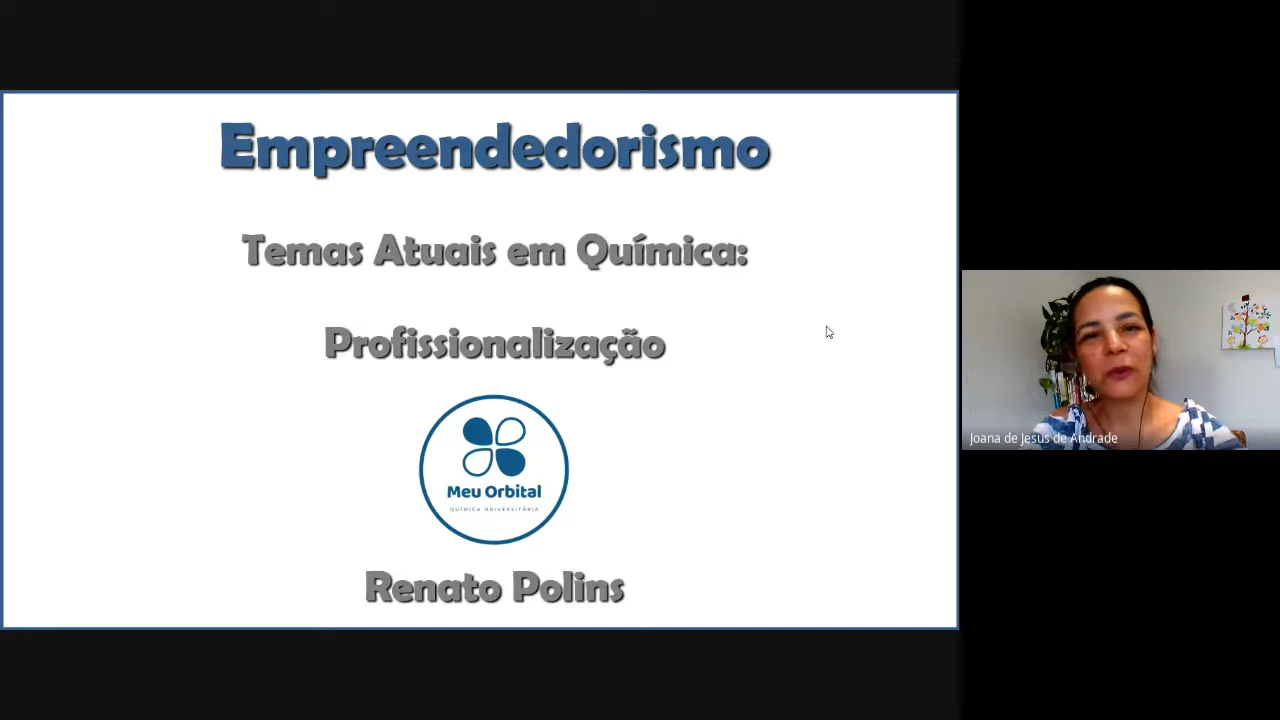 Empreendedorismo
Temas Atuais em Química:
Profissionalização
Meu Orbital
QUÍMICA UNIVERSITÁRIA
Renato Polins
Joana de Jesus de Andrade